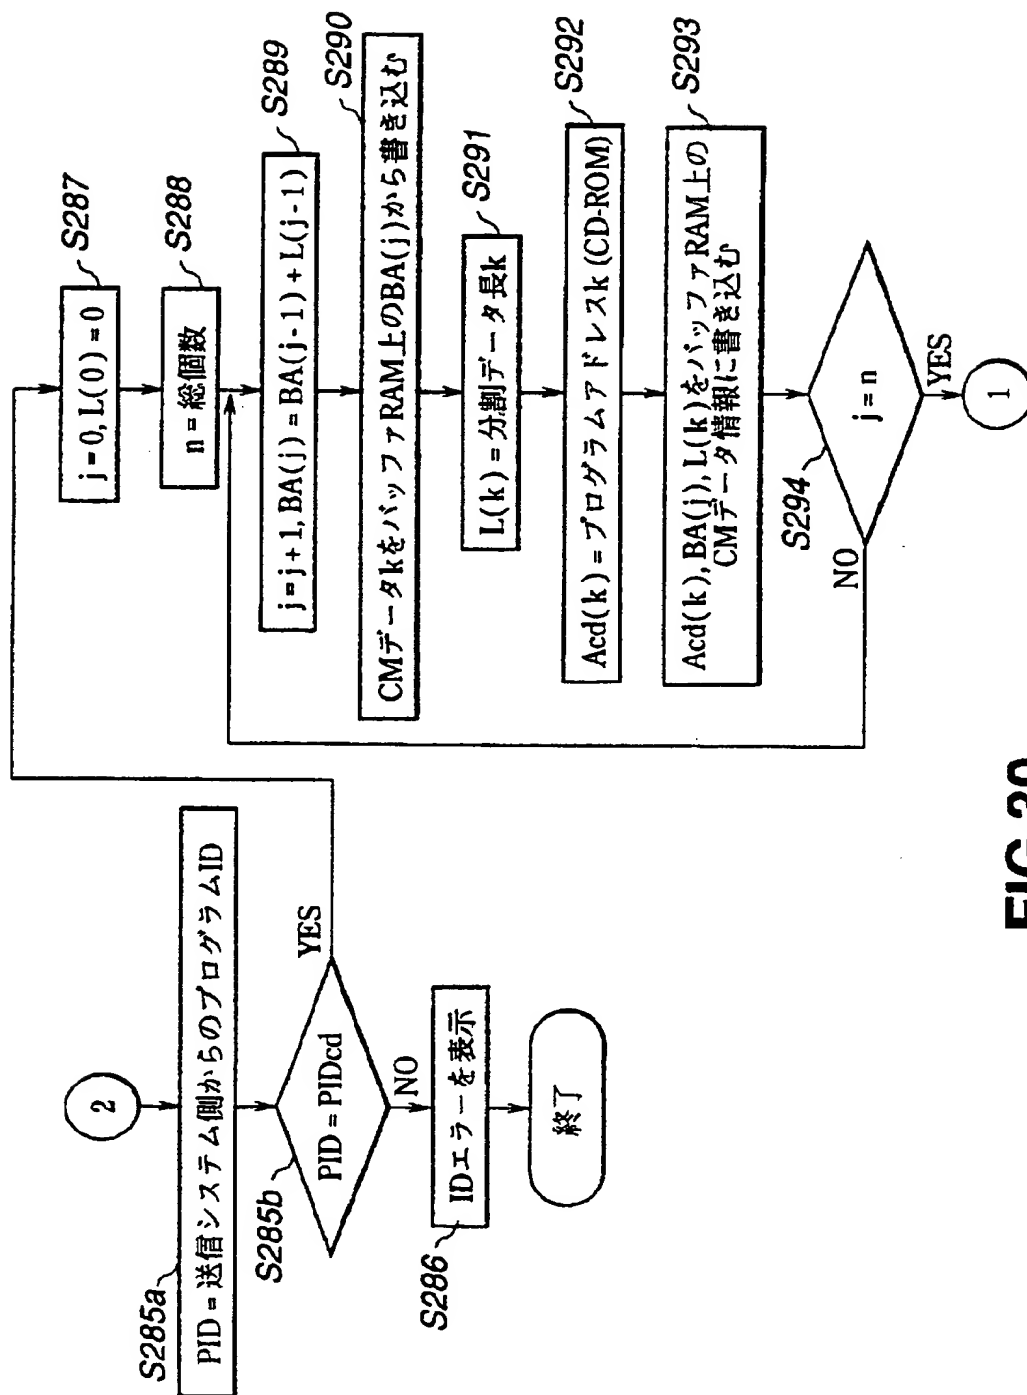 2
S285a
PID = 送信システム側からのプログラムID
S285b
PID = PIDcd
YES
NO
S286
IDエラーを表示
終了
S287
j=0, L(0)=0
S288
n=総個数
S289
j=j+1, BA(j)=BA(j-1)+L(j-1)
S290
CMデータkをバッファRAM上のBA(j)から書き込む
S291
L(k)=分割データ長k
S292
Acd(k)=プログラムアドレスk(CD-ROM)
S293
Acd(k), BA(j), L(k)をバッファRAM上の
CMデータ情報に書き込む
S294
j=n
NO
YES
1